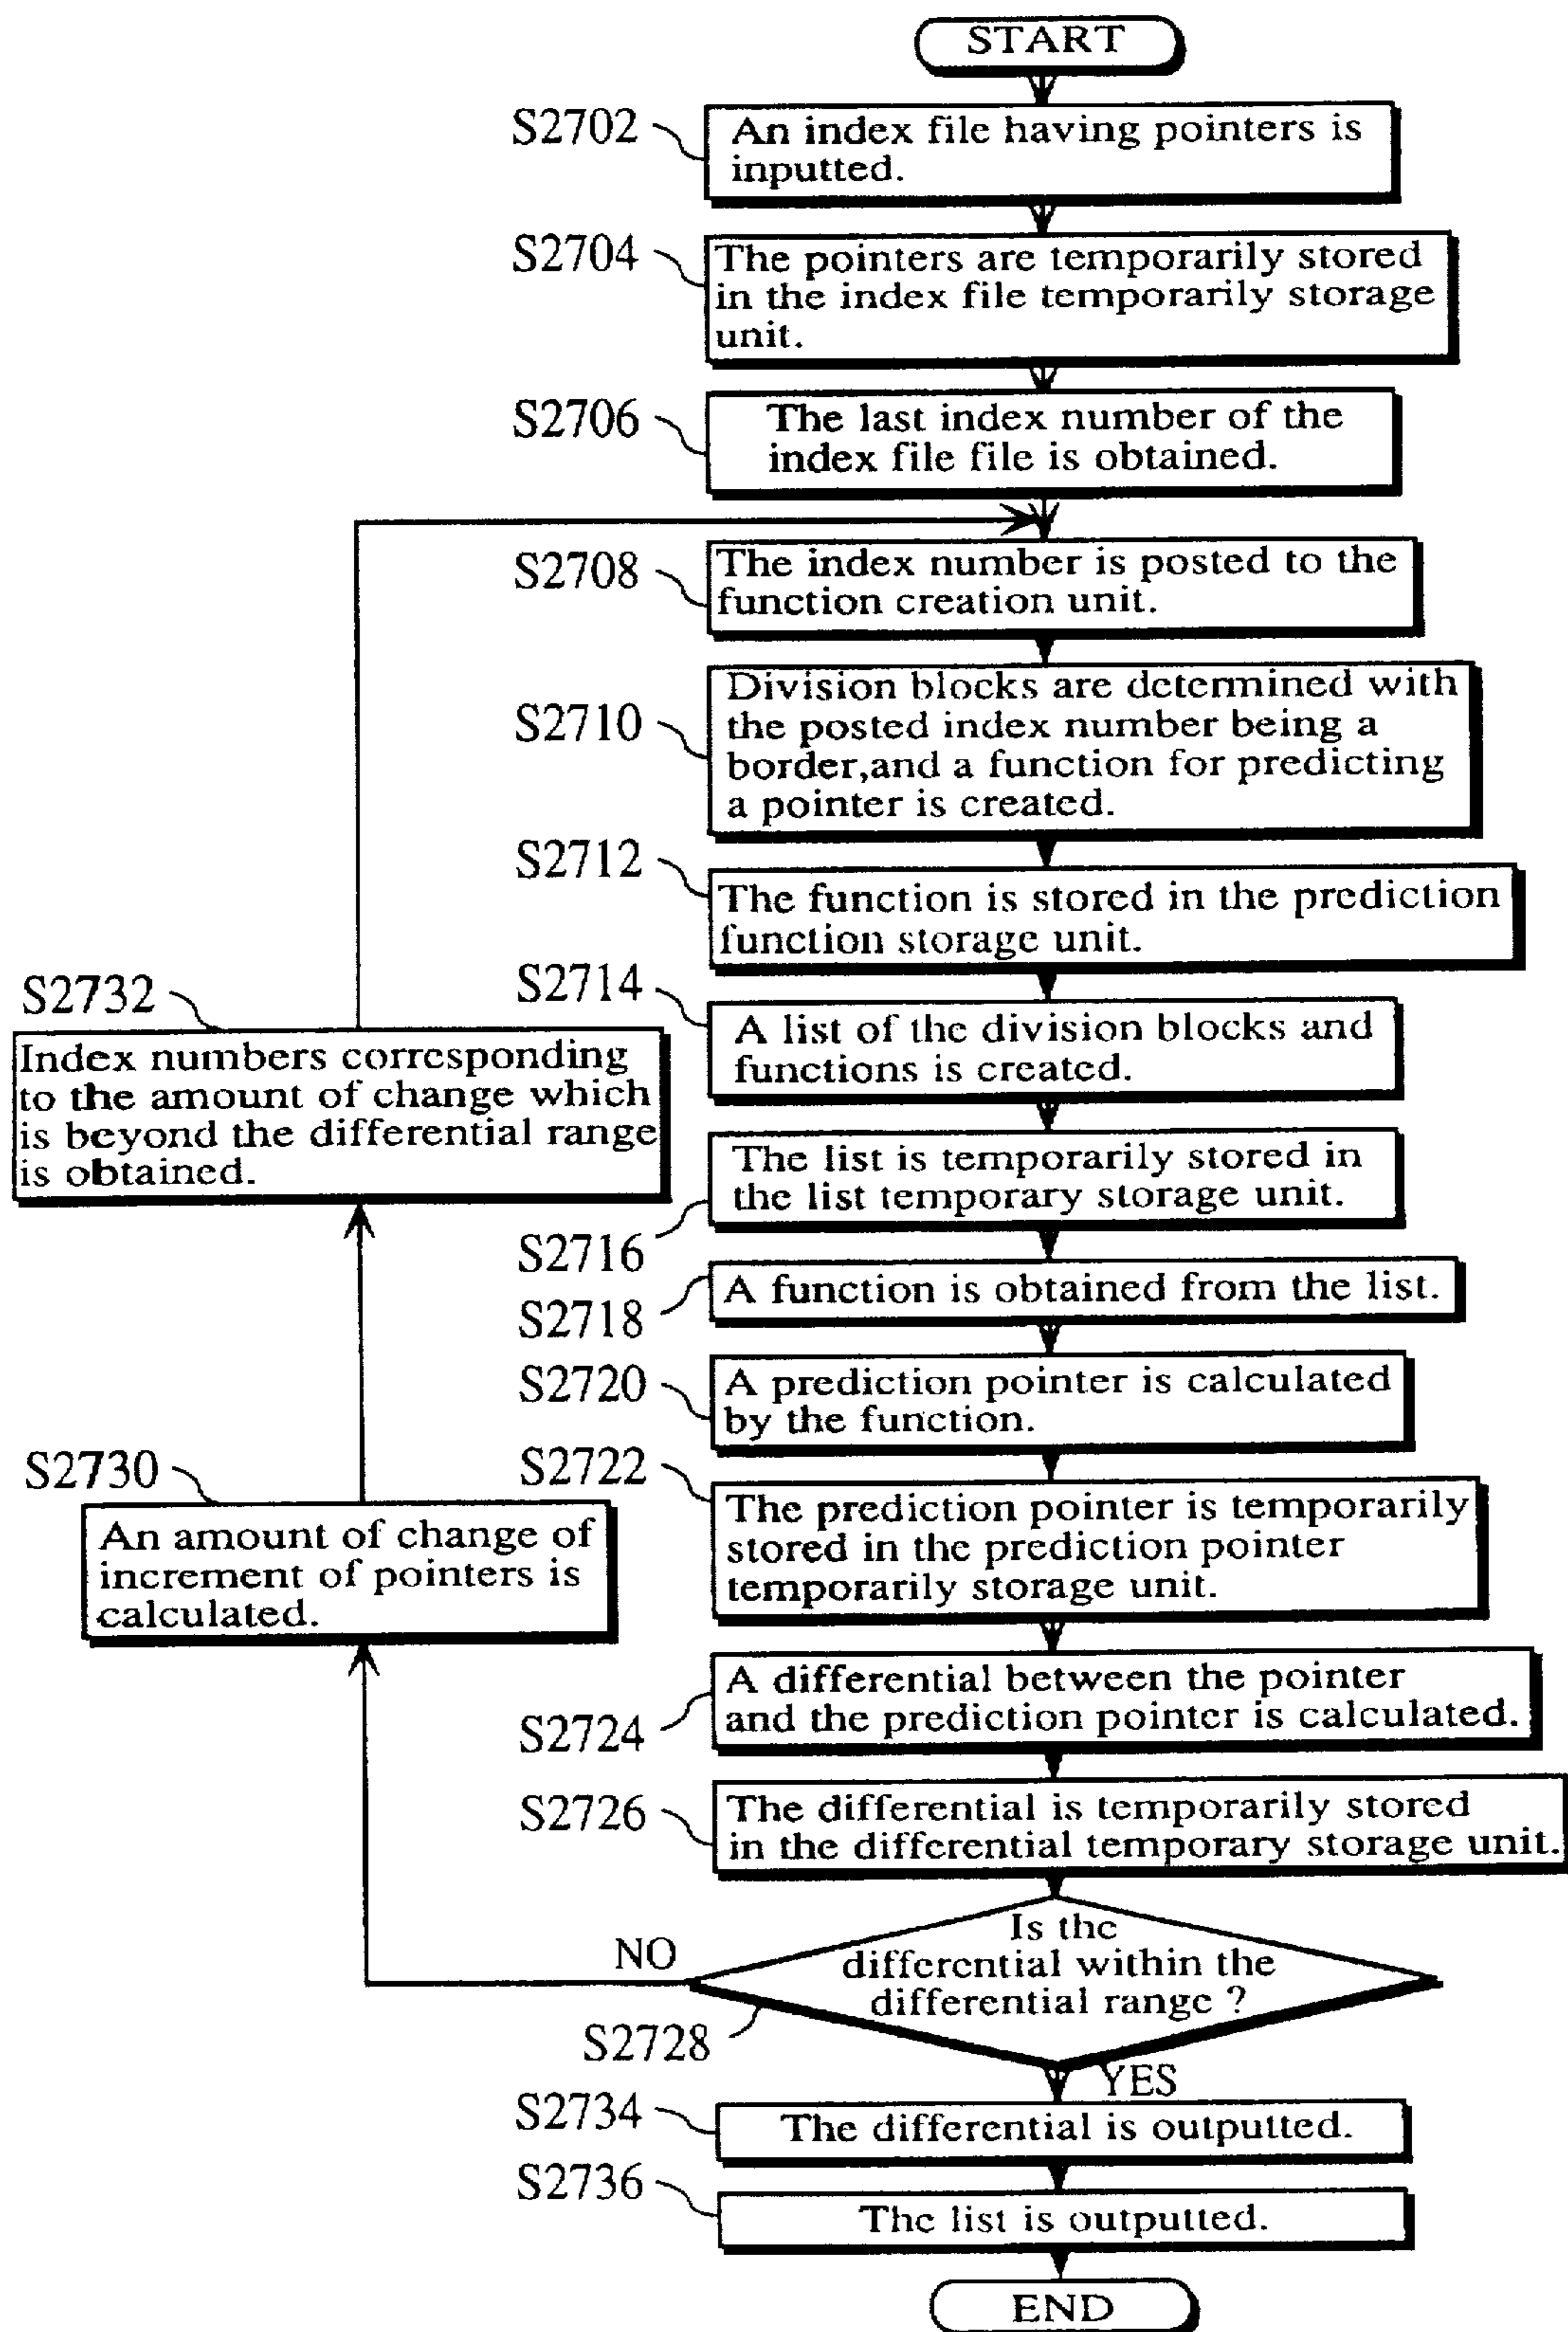 START
S2702
An index file having pointers is
inputted.
S2704
The pointers are temporarily stored
in the index file temporarily storage
unit.
S2706
The last index number of the
index file file is obtained.
S2708
The index number is posted to the
function creation unit.
S2710
Division blocks are determined with
the posted index number being a
border,and a function for predicting
a pointer is created.
S2712
The function is stored in the prediction
function storage unit.
S2714
A list of the division blocks and
functions is created.
S2716
The list is temporarily stored in
the list temporary storage unit.
S2718
A function is obtained from the list.
S2720
A prediction pointer is calculated
by the function.
S2722
The prediction pointer is temporarily
stored in the prediction pointer
temporarily storage unit.
S2724
A differential between the pointer
and the prediction pointer is calculated.
S2726
The differential is temporarily stored
in the differential temporary storage unit.
S2728
Is the
differential within the
differential range ?
NO
YES
S2730
An amount of change of
increment of pointers is
calculated.
S2732
Index numbers corresponding
to the amount of change which
is beyond the differential range
is obtained.
S2734
The differential is outputted.
S2736
The list is outputted.
END